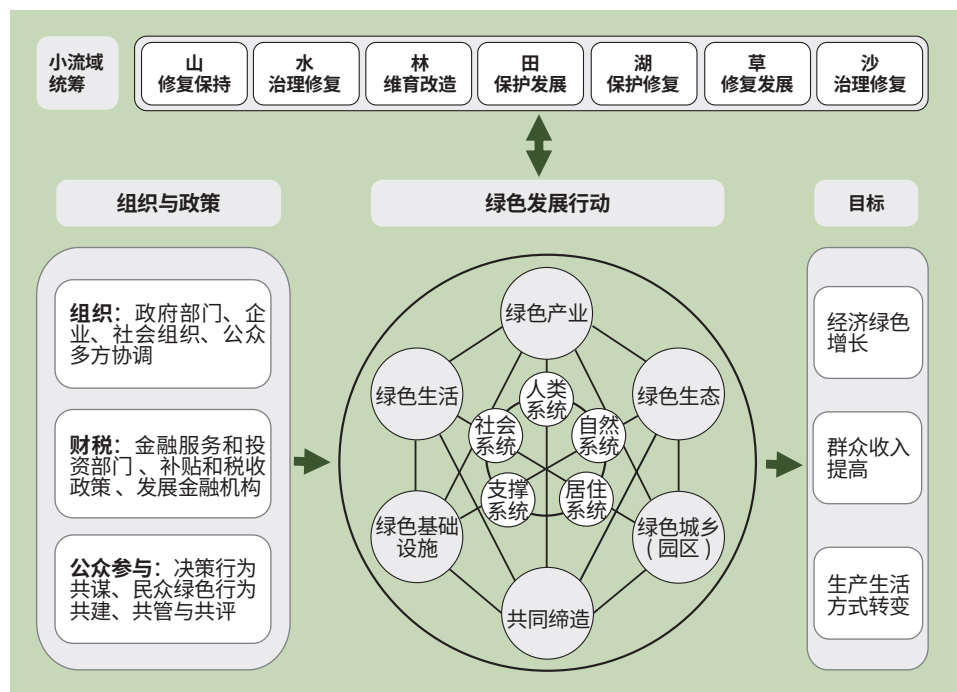 小流域
统筹
山
修复保持
水
治理修复
林
维育改造
田
保护发展
湖
保护修复
草
修复发展
沙
治理修复
组织与政策
绿色发展行动
目标
组织：政府部门、企
业、社会组织、公众
多方协调
财税：金融服务和投
资部门、补贴和税收
政策、发展金融机构
公众参与：决策行为
共谋、民众绿色行为
共建、共管与共评
绿色产业
绿色生活
绿色生态
人类
系统
社会
系统
自然
系统
支撑
系统
居住
系统
绿色基础
设施
绿色城乡
(园区)
共同缔造
经济绿色
增长
群众收入
提高
生产生活
方式转变